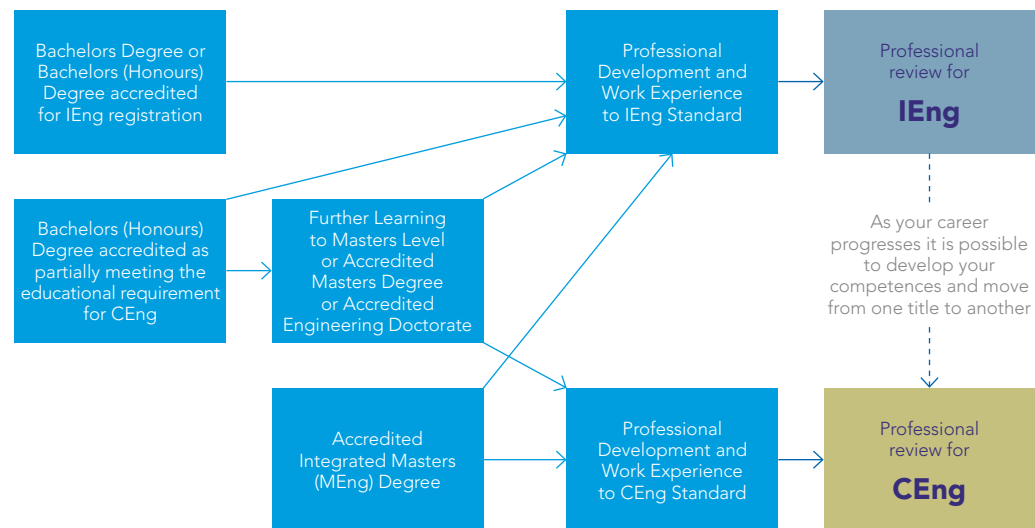 Bachelors Degree or
Bachelors (Honours)
Degree accredited
for IEng registration
Professional
Development and
Work Experience
to IEng Standard
Professional
review for
IEng
Bachelors (Honours)
Degree accredited as
partially meeting the
educational requirement
for CEng
Further Learning
to Masters Level
or Accredited
Masters Degree
or Accredited
Engineering Doctorate
As your career
progresses it is possible
to develop your
competences and move
from one title to another
Accredited
Integrated Masters
(MEng) Degree
Professional
Development and
Work Experience
to CEng Standard
Professional
review for
CEng